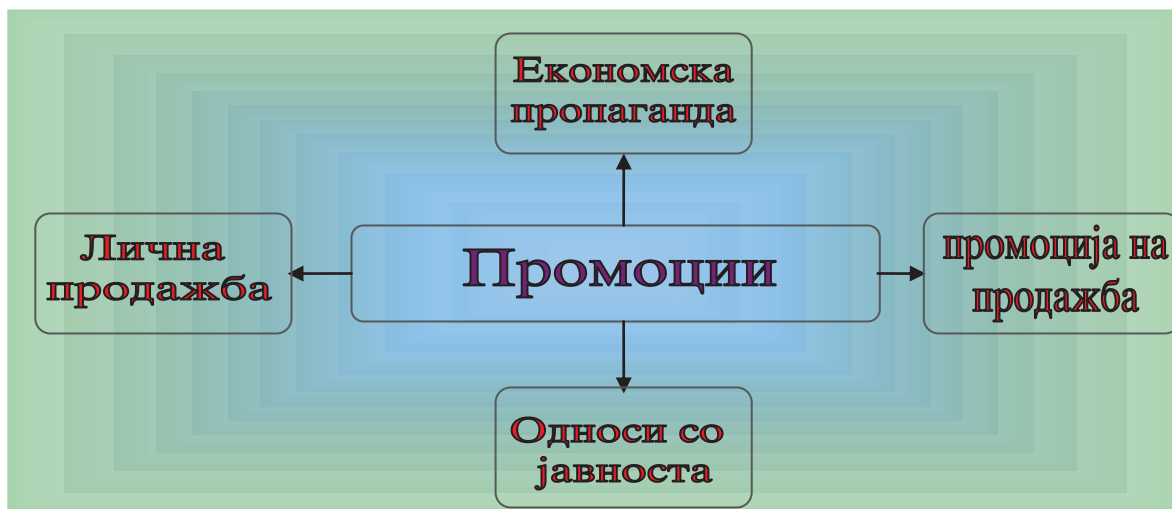 Економска
пропаганда
Лична
продажба
Промоции
промоција на
продажба
Односи со
јавноста